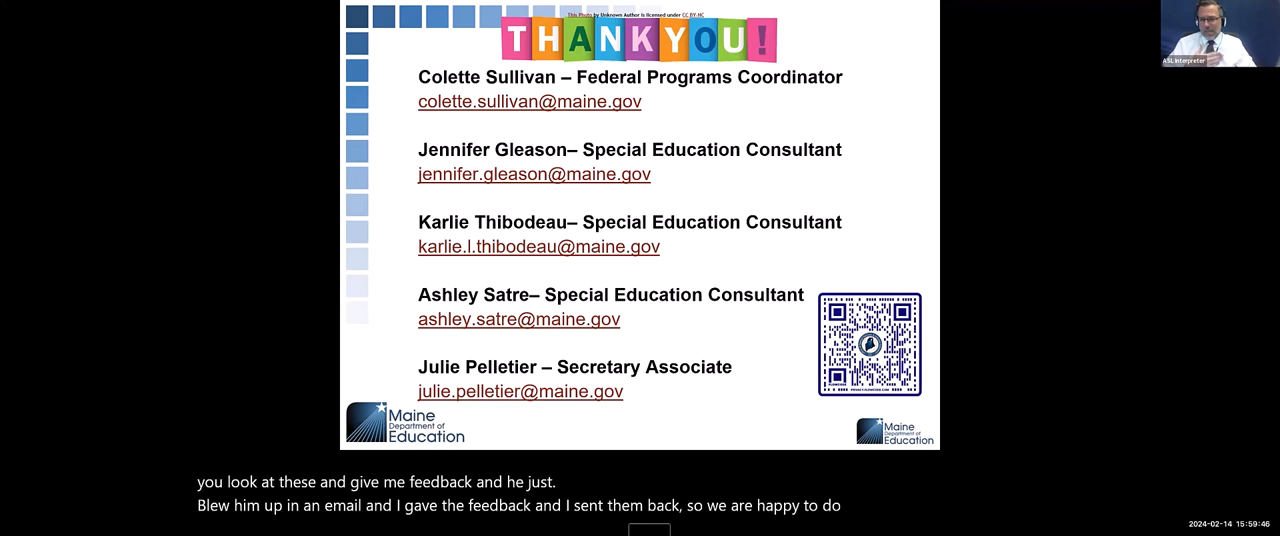 This Photo by Unknown Author is licensed under CC BY-NC
THANK YOU!
Colette Sullivan – Federal Programs Coordinator
colette.sullivan@maine.gov
Jennifer Gleason– Special Education Consultant
jennifer.gleason@maine.gov
Karlie Thibodeau– Special Education Consultant
karlie.l.thibodeau@maine.gov
Ashley Satre– Special Education Consultant
ashley.satre@maine.gov
Julie Pelletier – Secretary Associate
julie.pelletier@maine.gov
Maine
Department of
Education
Maine
Department of
Education
ASL Interpreter
you look at these and give me feedback and he just.
Blew him up in an email and I gave the feedback and I sent them back, so we are happy to do
2024-02-14 15:59:46